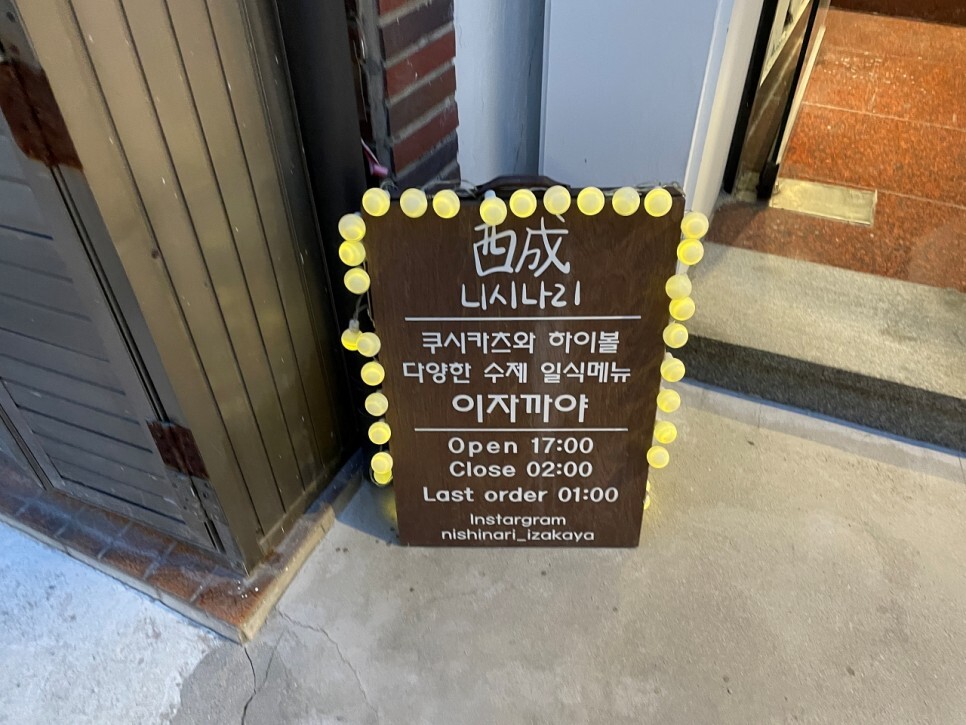 西成
니시나리
쿠시카츠와 하이볼
다양한 수제 일식메뉴
이자까야
Open 17:00
Close 02:00
Last order 01:00
Instargram
nishinari_izakaya